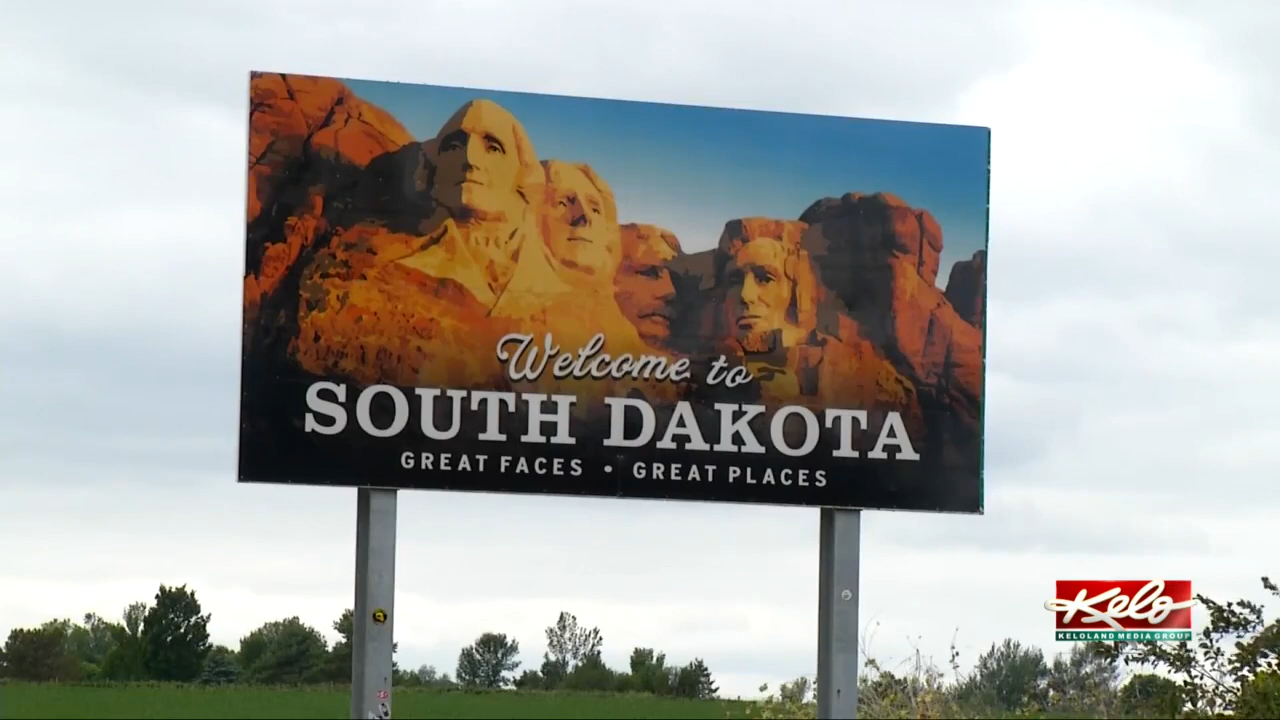 Welcome to
SOUTH DAKOTA
GREAT FACES • GREAT PLACES
Kelo
KELOLAND MEDIA GROUP